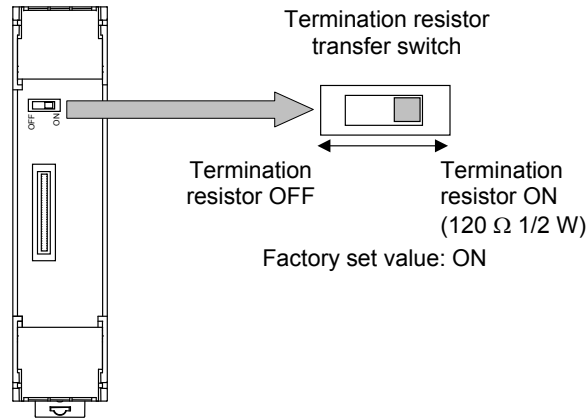 Termination resistor
transfer switch
OFF
ON
Termination
resistor OFF
Termination
resistor ON
(120 Ω 1/2 W)
Factory set value: ON